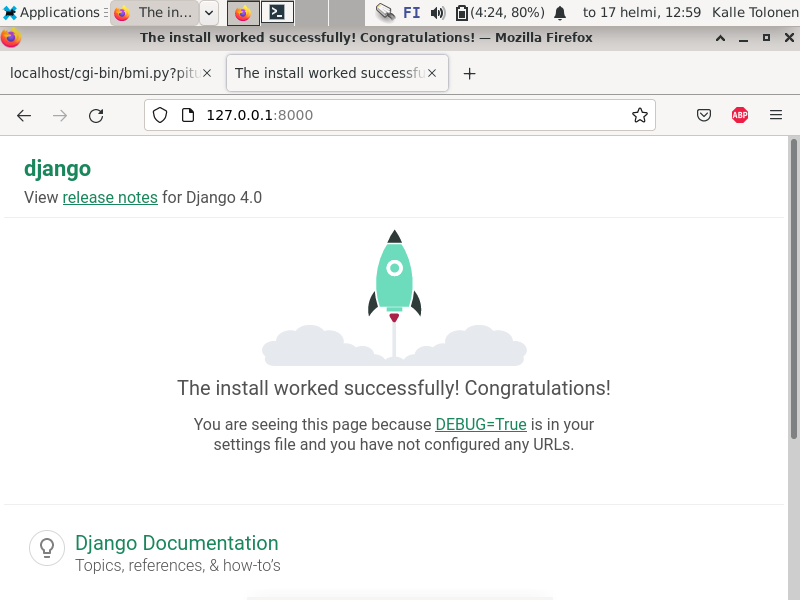 Applications The in... FI (4:24, 80%) to 17 helmi, 12:59 Kalle Tolonen
The install worked successfully! Congratulations! — Mozilla Firefox
localhost/cgi-bin/bmi.py?pitu The install worked successfu
127.0.0.1:8000 ABP
django
View release notes for Django 4.0
The install worked successfully! Congratulations!
You are seeing this page because DEBUG=True is in your
settings file and you have not configured any URLs.
Django Documentation
Topics, references, & how-to's